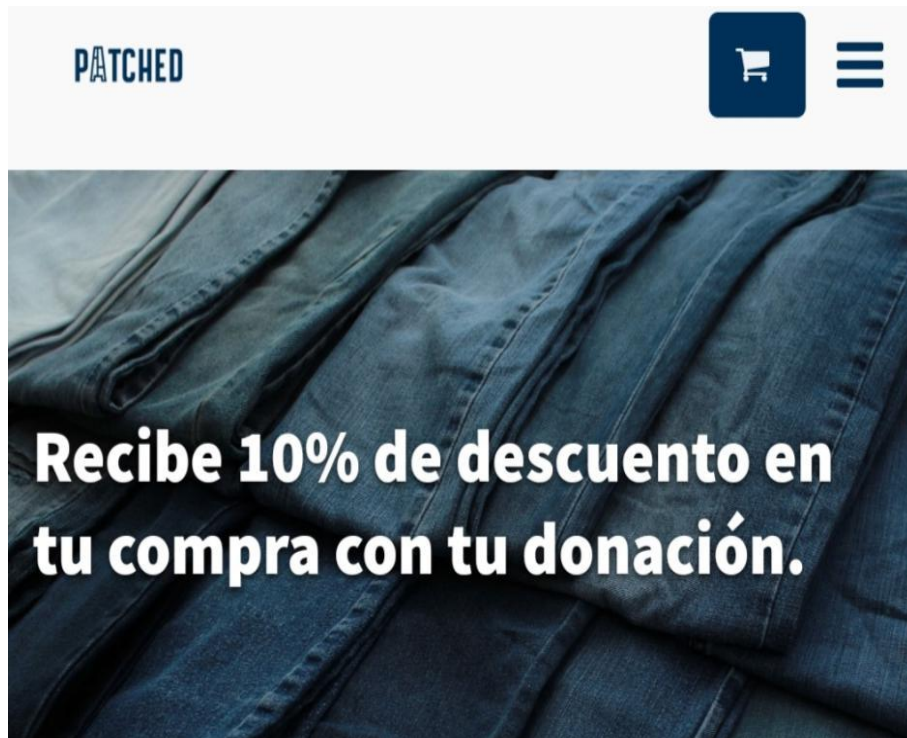 PATCHED
Recibe 10% de descuento en
tu compra con tu donación.